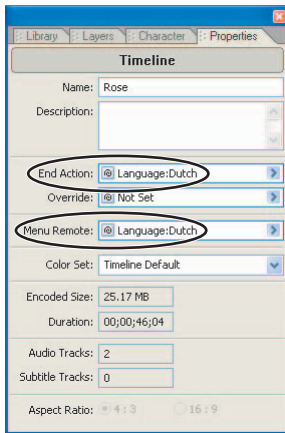 Library Layers Character Properties
Timeline
Name: Rose
Description:
End Action: Language:Dutch
Override: Not Set
Menu Remote: Language:Dutch
Color Set: Timeline Default
Encoded Size: 25.17 MB
Duration: 00;00;46;04
Audio Tracks: 2
Subtitle Tracks: 0
Aspect Ratio: 4:3 16:9